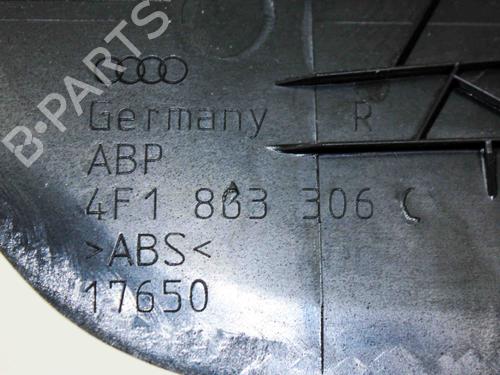 Germany R
ABP
4F1 863 306 C
>ABS<
17650
B-PARTS